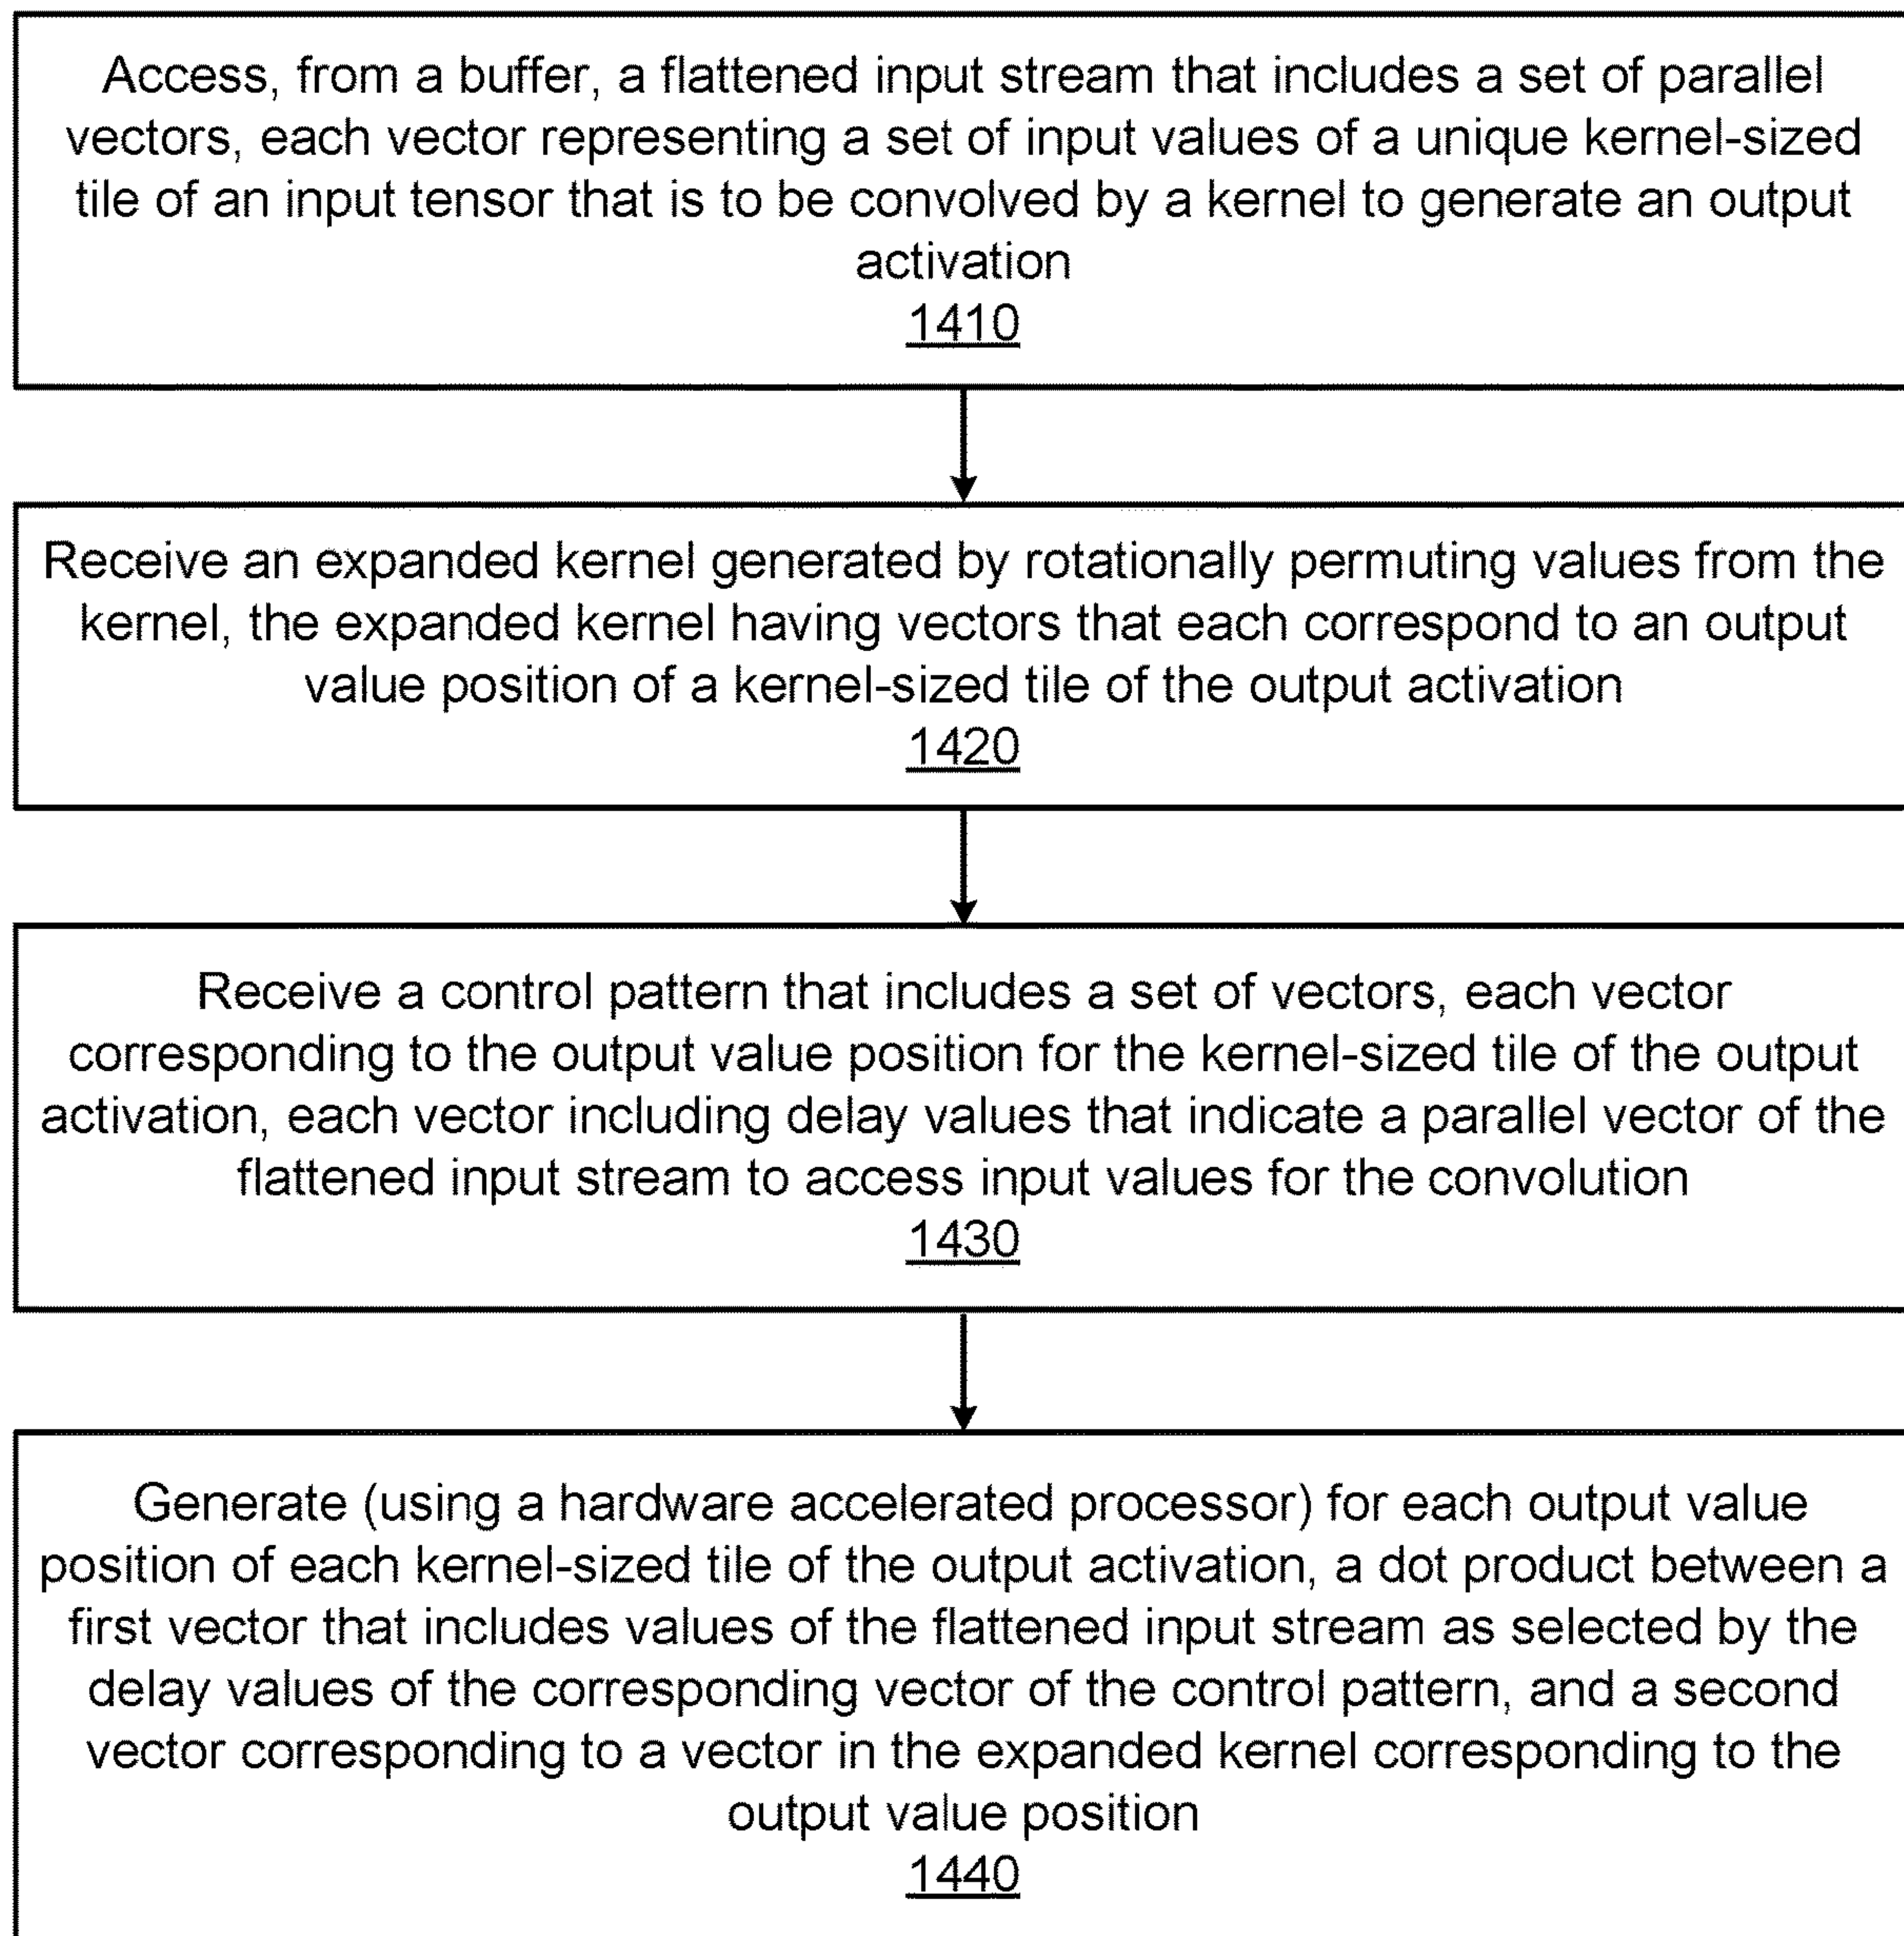 Access, from a buffer, a flattened input stream that includes a set of parallel
vectors, each vector representing a set of input values of a unique kernel-sized
tile of an input tensor that is to be convolved by a kernel to generate an output
activation
1410
Receive an expanded kernel generated by rotationally permuting values from the
kernel, the expanded kernel having vectors that each correspond to an output
value position of a kernel-sized tile of the output activation
1420
Receive a control pattern that includes a set of vectors, each vector
corresponding to the output value position for the kernel-sized tile of the output
activation, each vector including delay values that indicate a parallel vector of the
flattened input stream to access input values for the convolution
1430
Generate (using a hardware accelerated processor) for each output value
position of each kernel-sized tile of the output activation, a dot product between a
first vector that includes values of the flattened input stream as selected by the
delay values of the corresponding vector of the control pattern, and a second
vector corresponding to a vector in the expanded kernel corresponding to the
output value position
1440